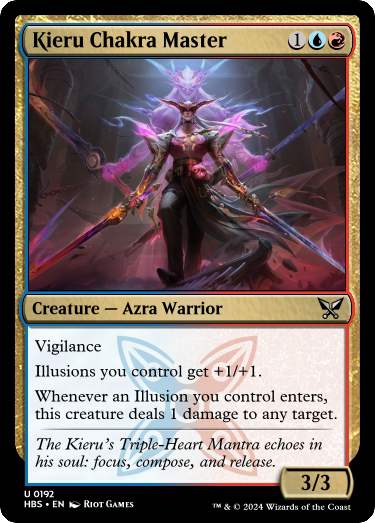 Kieru Chakra Master 1
Creature — Azra Warrior
Vigilance
Illusions you control get +1/+1.
Whenever an Illusion you control enters,
this creature deals 1 damage to any target.
The Kieru's Triple-Heart Mantra echoes in
his soul: focus, compose, and release.
3/3
U 0192
HBS • EN Riot Games
™ & © 2024 Wizards of the Coast